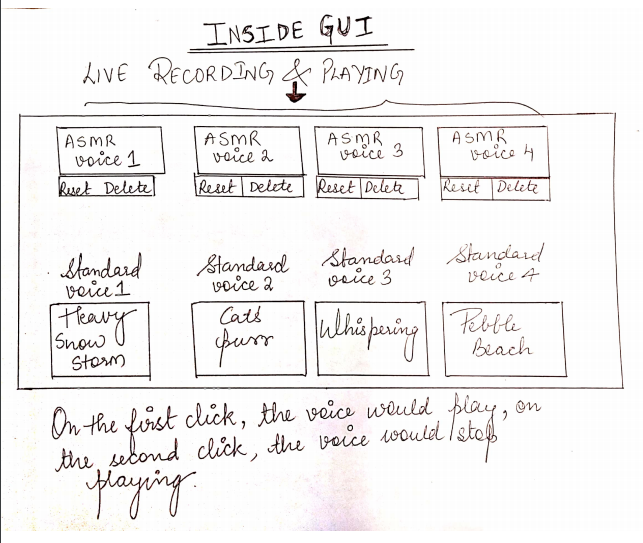 INSIDE GUI
LIVE RECORDING & PLAYING
ASMR voice 1
ASMR voice 2
ASMR voice 3
ASMR voice 4
Reset Delete
Reset Delete
Reset Delete
Reset Delete
Standard voice 1
Standard voice 2
Standard voice 3
Standard voice 4
Heavy Snow Storm
Cats purr
Whispering
Pebble Beach
On the first click, the voice would play, on
the second click, the voice would stop
playing.